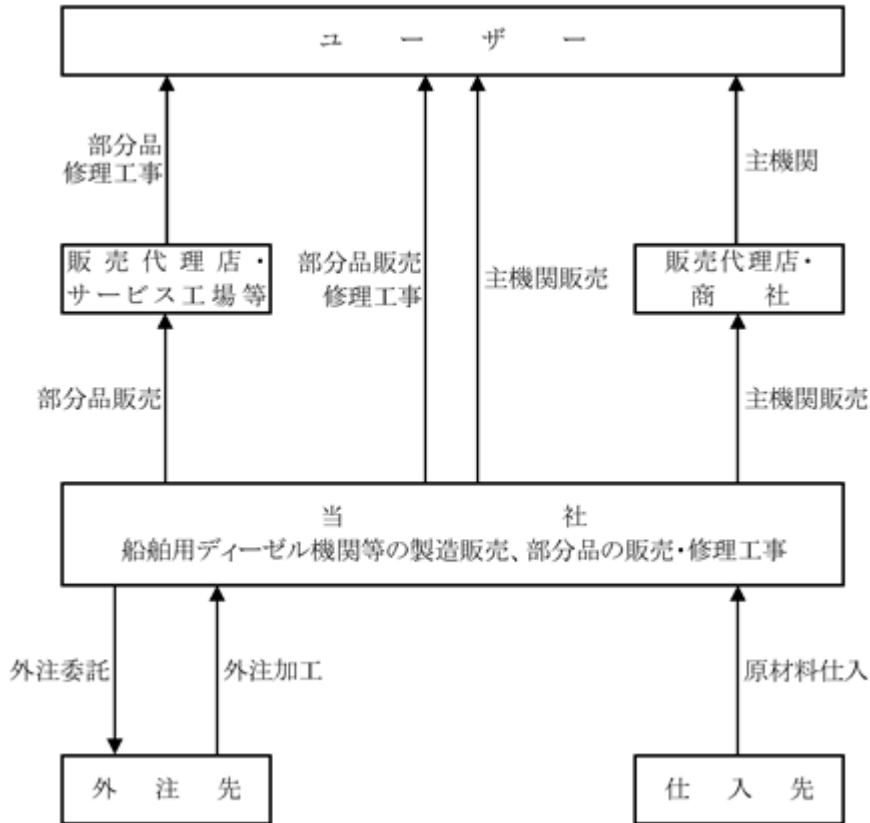 ユーザー
部分品
修理工事
主機関
販売代理店・
サービス工場等
部分品販売
修理工事
主機関販売
販売代理店・
商社
部分品販売
主機関販売
当社
船舶用ディーゼル機関等の製造販売、部分品の販売・修理工事
外注委託
外注加工
原材料仕入
外注先
仕入先